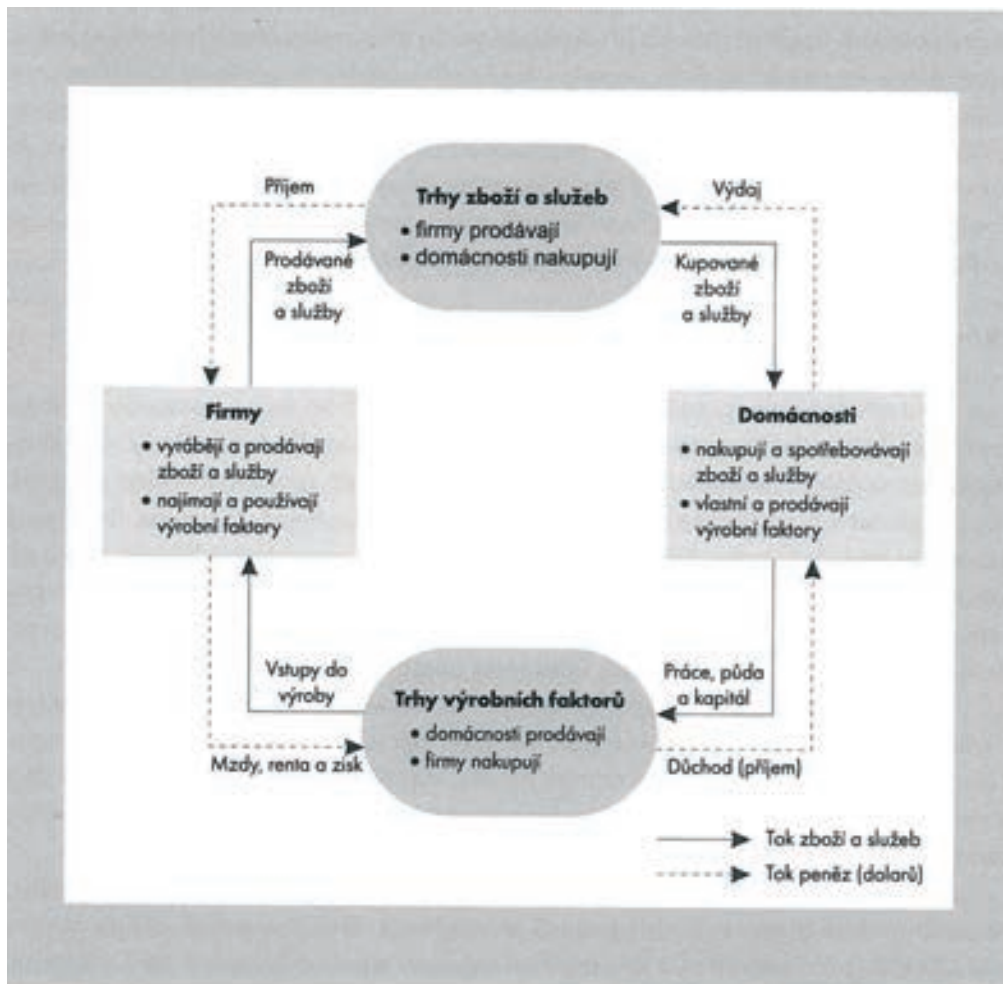 Příjem
Trhy zboží a služeb
• firmy prodávají
• domácnosti nakupují
Výdaj
Prodávané
zboží
a služby
Kupované
zboží
a služby
Firmy
• vyrábějí a prodávají
zboží a služby
• najímají a používají
výrobní faktory
Domácnosti
• nakupují a spotřebovávají
zboží a služby
• vlastní a prodávají
výrobní faktory
Vstupy do
výroby
Trhy výrobních faktorů
• domácnosti prodávají
• firmy nakupují
Práce, půda
a kapitál
Mzdy, renta a zisk
Důchod (příjem)
Tok zboží a služeb
Tok peněz (dolarů)